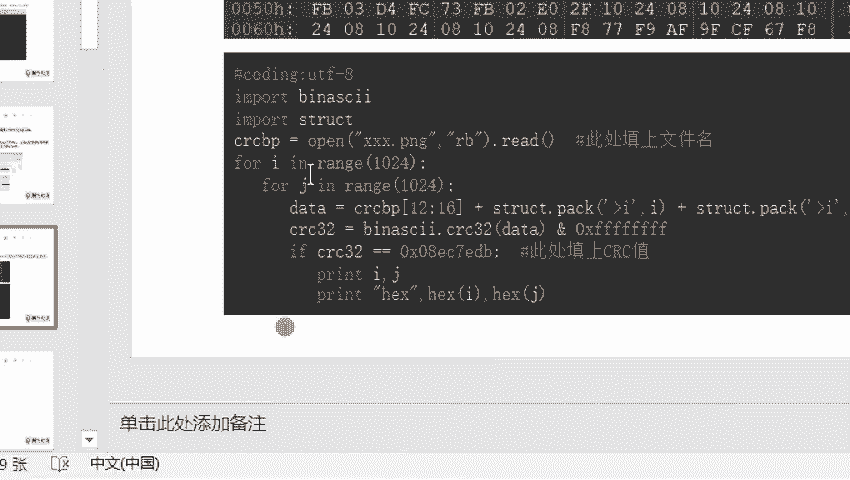 0050h: FB 03 D4 FC 73 FB 02 E0 2F 10 24 08 10 24 08 10
0060h: 24 08 10 24 08 10 24 08 F8 77 F9 AF 9F CF 67 F8
#coding:utf-8
import binascii
import struct
crcbp = open("xxx.png","rb").read() #此处填上文件名
for i in range(1024):
for j in range(1024):
data = crcbp[12:16] + struct.pack('>i',i) + struct.pack('>i',
crc32 = binascii.crc32(data) & 0xffffffff
if crc32 == 0x08ec7edb: #此处填上CRC值
print i,j
print "hex",hex(i),hex(j)
单击此处添加备注
9 张 中文(中国)